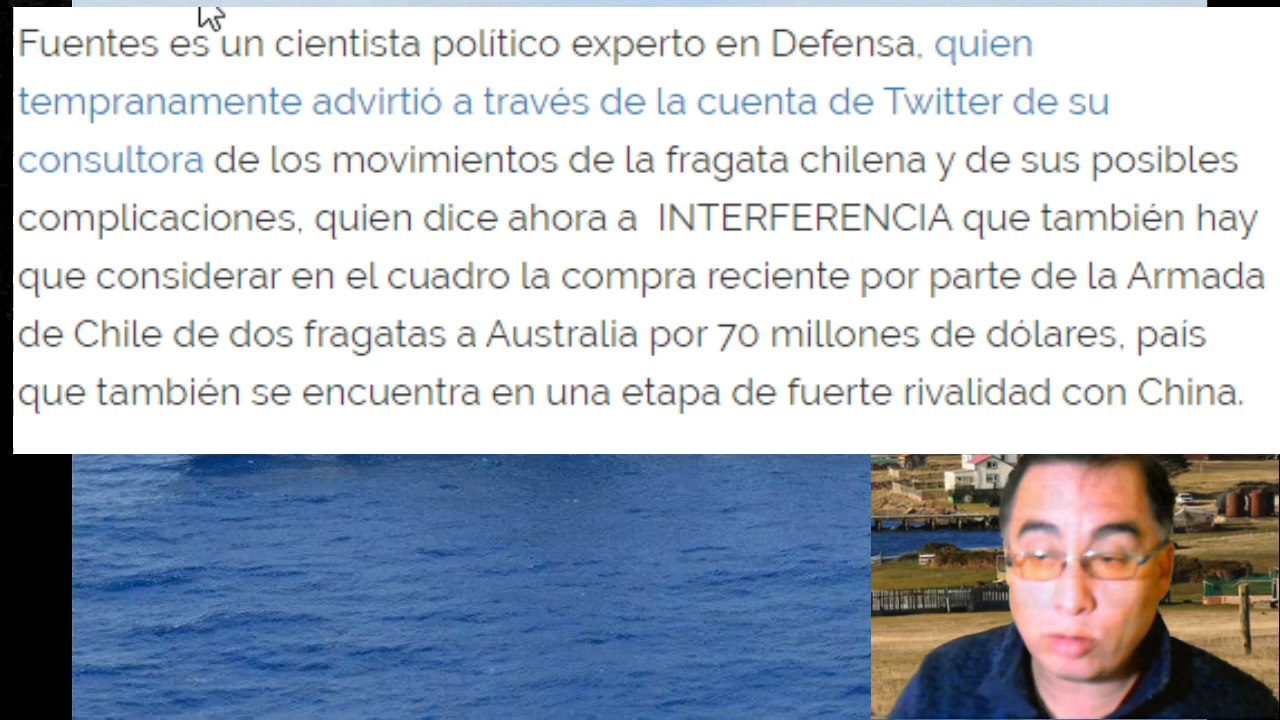 Fuentes es un cientista político experto en Defensa, quien
tempranamente advirtió a través de la cuenta de Twitter de su
consultora de los movimientos de la fragata chilena y de sus posibles
complicaciones, quien dice ahora a INTERFERENCIA que también hay
que considerar en el cuadro la compra reciente por parte de la Armada
de Chile de dos fragatas a Australia por 70 millones de dólares, país
que también se encuentra en una etapa de fuerte rivalidad con China.